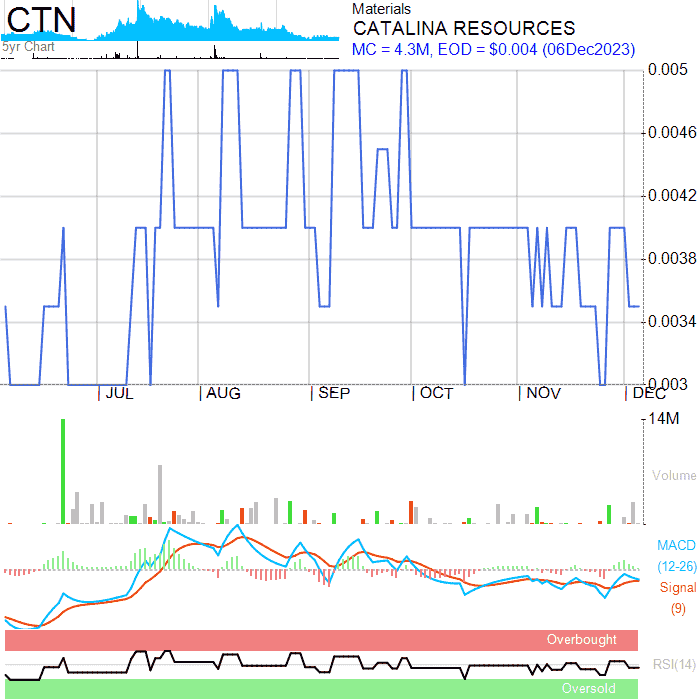 CTN
5yr Chart
Materials
CATALINA RESOURCES
MC = 4.3M, EOD = $0.004 (06Dec2023)
0.005
0.0046
0.0042
0.0038
0.0034
0.003
JUL AUG SEP OCT NOV DEC
14M
Volume
MACD
(12-26)
Signal
(9)
Overbought
RSI(14)
Oversold